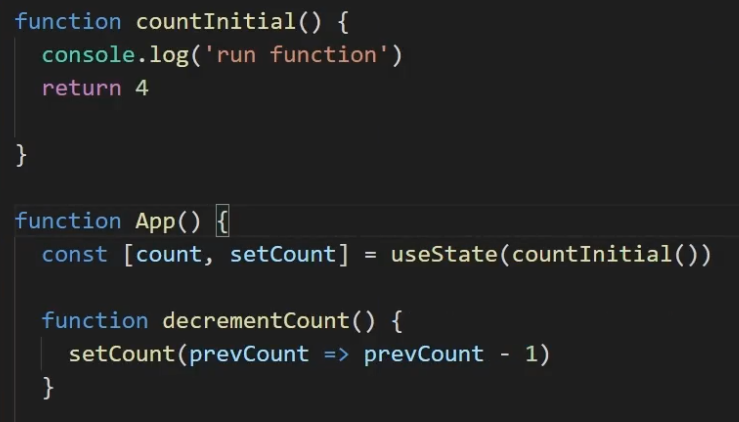 function countInitial() {
  console.log('run function')
  return 4
}
function App() {
  const [count, setCount] = useState(countInitial())
  function decrementCount() {
    setCount(prevCount => prevCount - 1)
  }